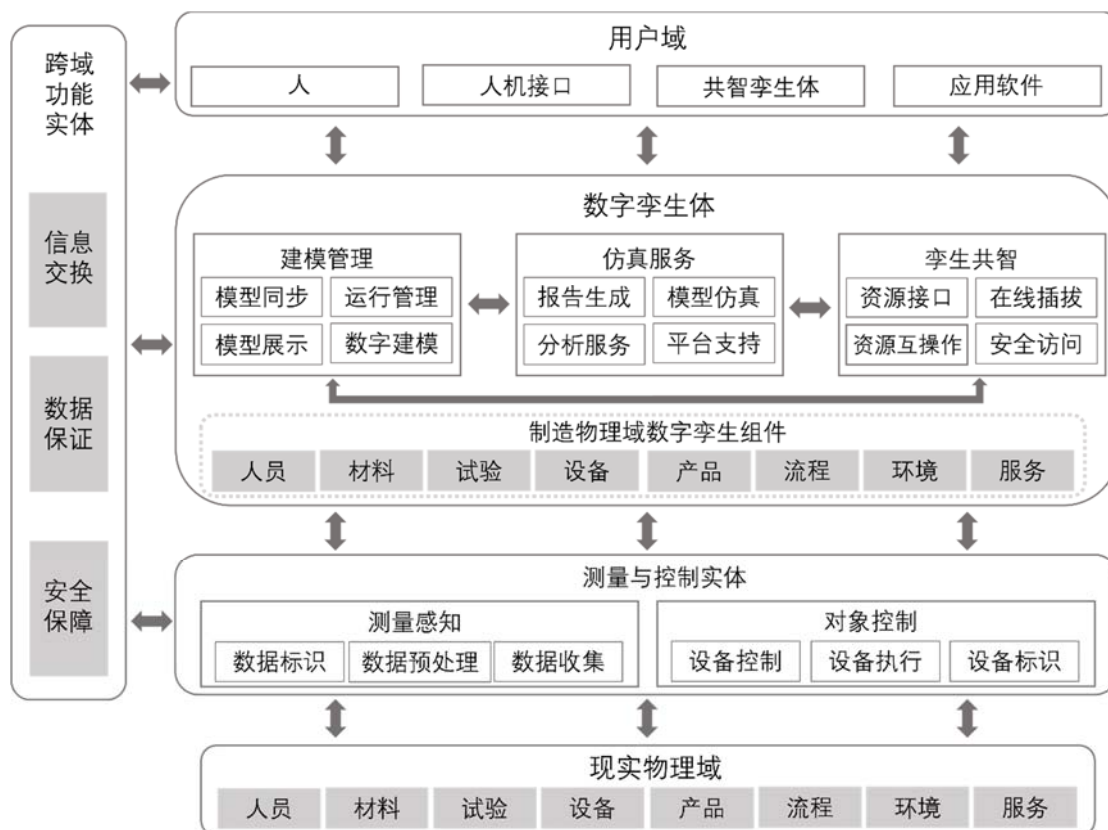 跨域
功能
实体
信息
交换
数据
保证
安全
保障
用户域
人 人机接口 共智孪生体 应用软件
数字孪生体
建模管理
模型同步 运行管理
模型展示 数字建模
仿真服务
报告生成 模型仿真
分析服务 平台支持
孪生共智
资源接口 在线插拔
资源互操作 安全访问
制造物理域数字孪生组件
人员 材料 试验 设备 产品 流程 环境 服务
测量与控制实体
测量感知
数据标识 数据预处理 数据收集
对象控制
设备控制 设备执行 设备标识
现实物理域
人员 材料 试验 设备 产品 流程 环境 服务